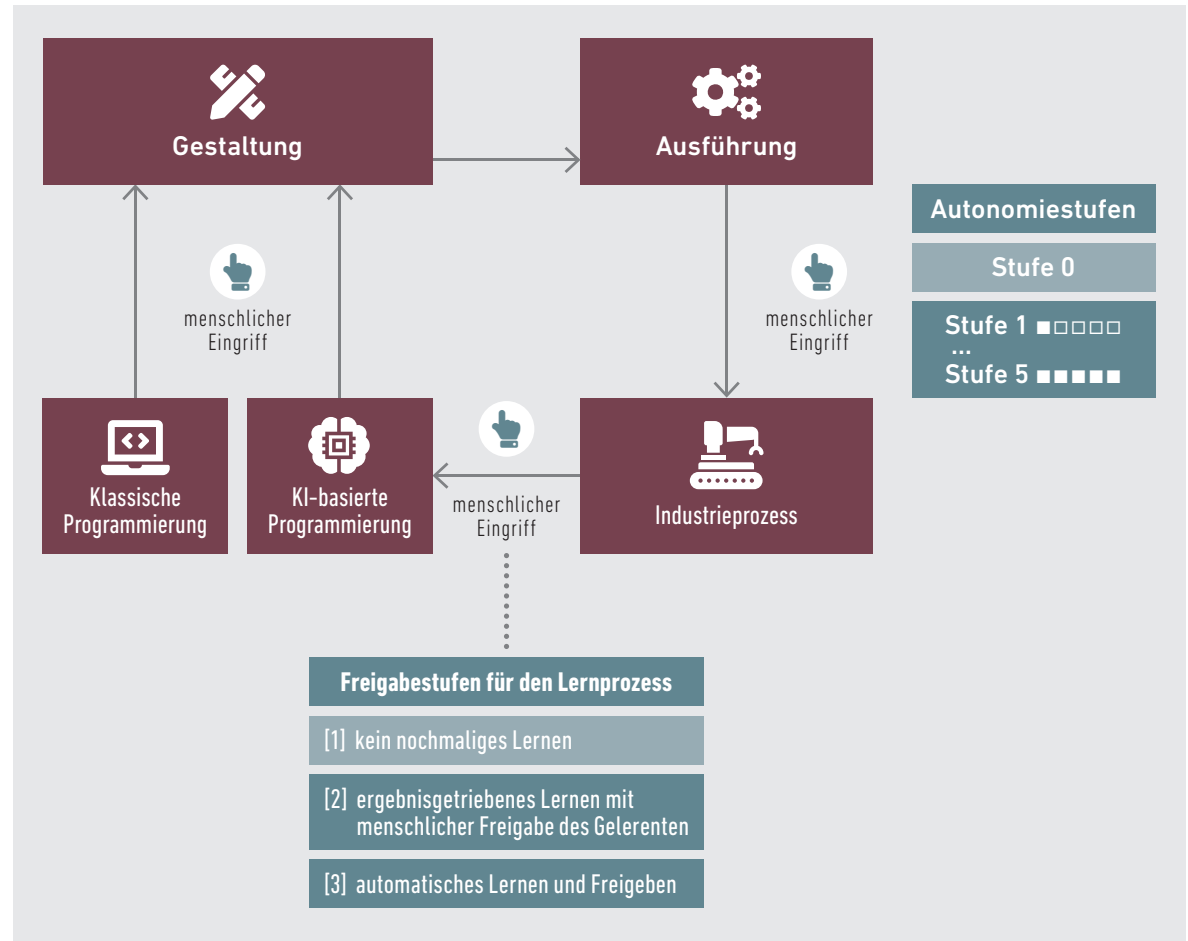 Gestaltung
Ausführung
menschlicher
Eingriff
menschlicher
Eingriff
Autonomiestufen
Stufe 0
Stufe 1 ■□□□□
...
Stufe 5 ■■■■■
Klassische
Programmierung
KI-basierte
Programmierung
menschlicher
Eingriff
Industrieprozess
Freigabestufen für den Lernprozess
[1] kein nochmaliges Lernen
[2] ergebnisgetriebenes Lernen mit
menschlicher Freigabe des Gelerenten
[3] automatisches Lernen und Freigeben